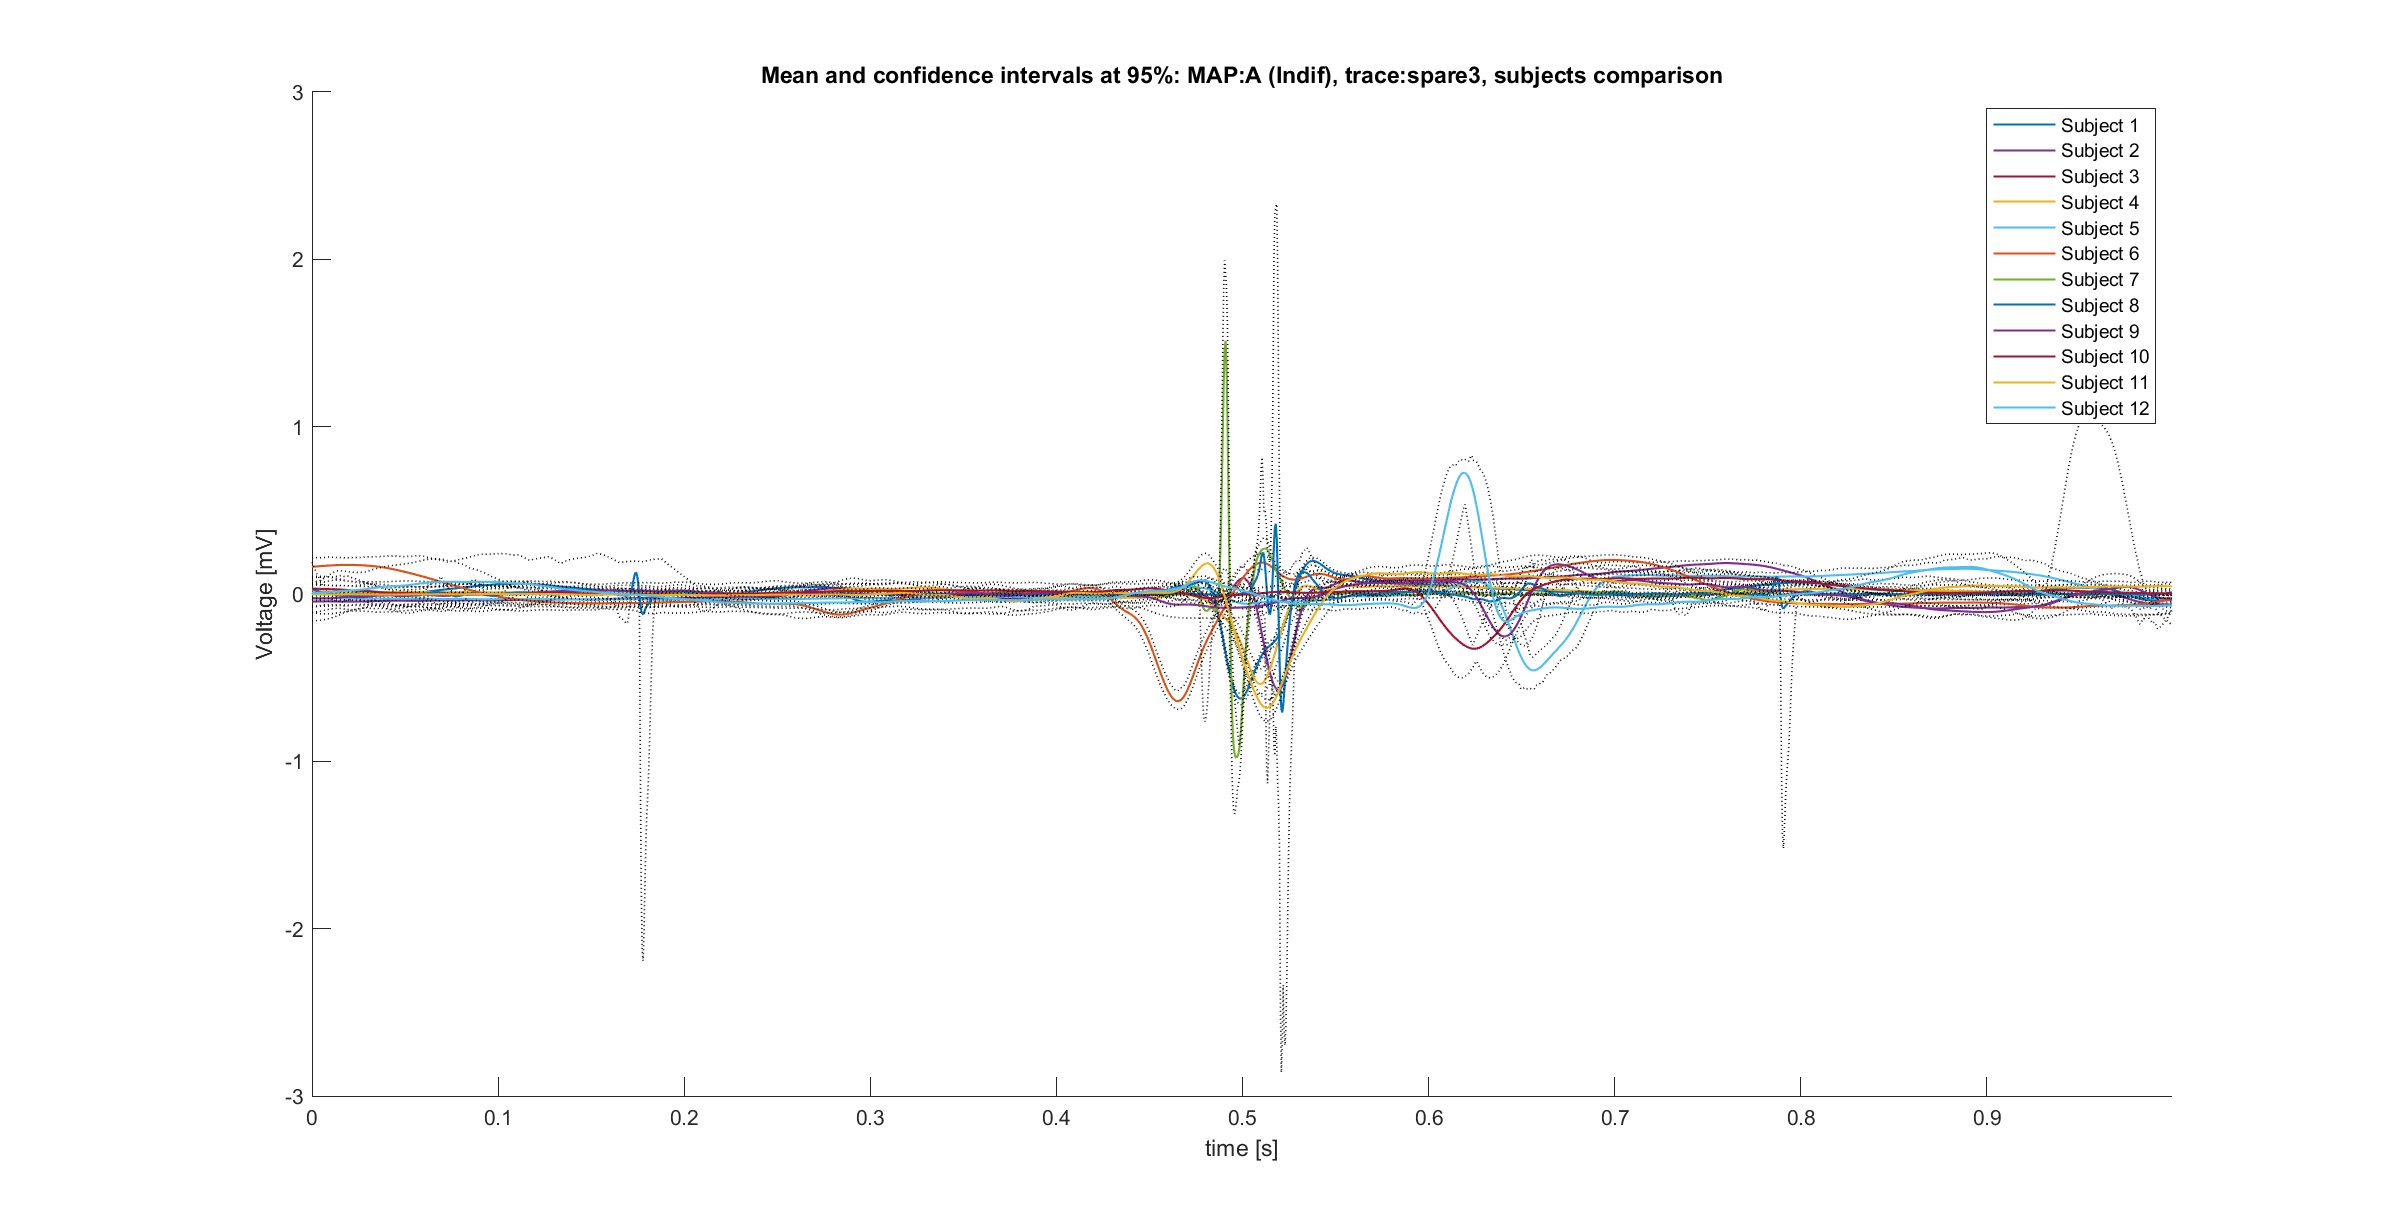 Mean and confidence intervals at 95%: MAP:A (Indif), trace:spare3, subjects comparison
3
2
1
0
-1
-2
-3
Voltage [mV]
Subject 1
Subject 2
Subject 3
Subject 4
Subject 5
Subject 6
Subject 7
Subject 8
Subject 9
Subject 10
Subject 11
Subject 12
0 0.1 0.2 0.3 0.4 0.5 0.6 0.7 0.8 0.9
time [s]